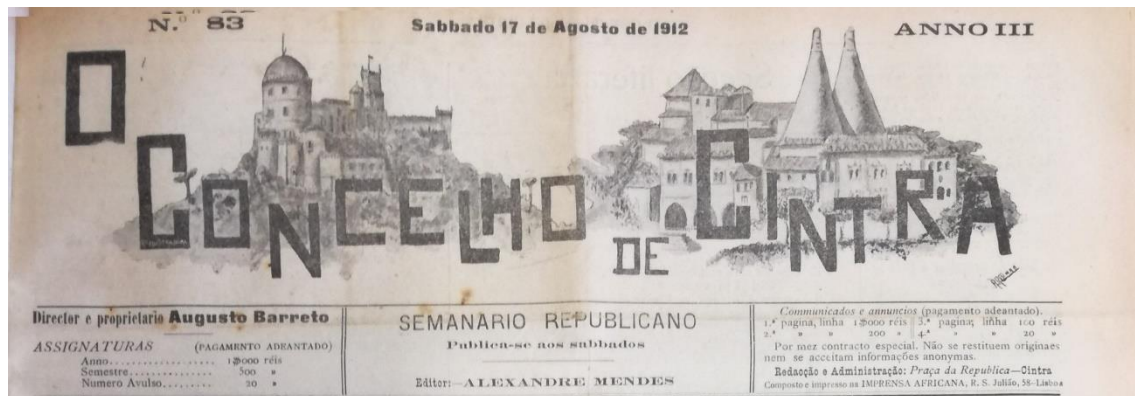 N.º 83
Sabbado 17 de Agosto de 1912
ANNO III
O CONCELHO DE CINTRA
Director e proprietario Augusto Barreto
ASSIGNATURAS (PAGAMENTO ADEANTADO)
Anno.................. 1$000 réis
Semestre............... 500 »
Numero Avulso......... 20 »
SEMANARIO REPUBLICANO
Publica-se aos sabbados
Editor:—ALEXANDRE MENDES
Communicados e annuncios (pagamento adeantado).
1.ª pagina, linha 1$000 réis 3.ª pagina; linha 100 réis
2.ª » » 200 » 4.ª » » 20 »
Por mez contracto especial. Não se restituem originaes
nem se acceitam informações anonymas.
Redacção e Administração: Praça da Republica—Cintra
Composto e impresso na IMPRENSA AFRICANA, R. S. Julião, 58-Lisboa